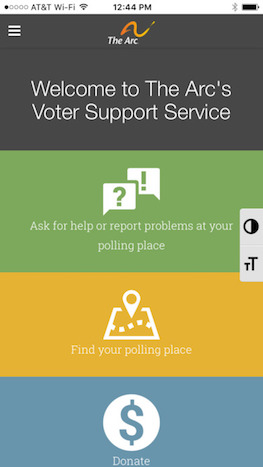 AT&T Wi-Fi 12:44 PM
The Arc
Welcome to The Arc's
Voter Support Service
?
!
Ask for help or report problems at your
polling place
TT
Find your polling place
$
Donate